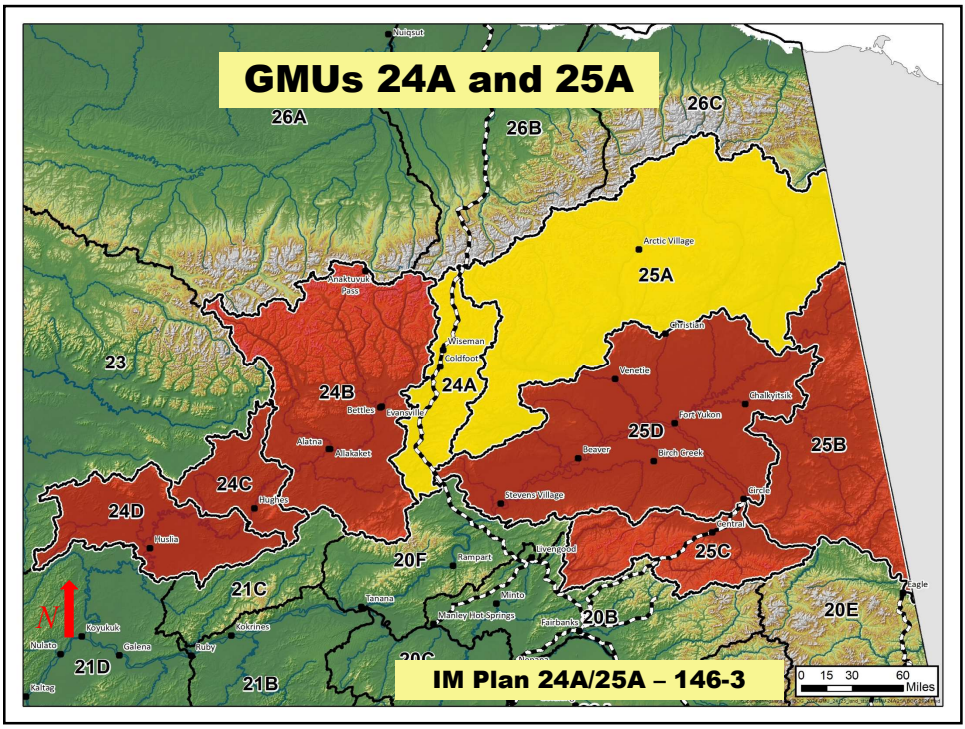 Nuiqsut
GMUs 24A and 25A
26A
26B
26C
Arctic Village
25A
Anaktuvuk
Pass
Christian
Wiseman
Coldfoot
23
24A
Venetie
24B
Chalkyitsik
Bettles
Evansville
Fort Yukon
25D
25B
Alatna
Allakaket
Beaver
Birch Creek
24C
Hughes
Stevens Village
Circle
24D
Central
Huslia
Livengood
25C
20F
Rampart
21C
Eagle
Tanana
Minto
Manley Hot Springs
20B
20E
N
Fairbanks
Koyukuk
Kokrines
Nulato
Galena
Ruby
21D
20C
Kaltag
21B
IM Plan 24A/25A – 146-3
0 15 30 60
Miles